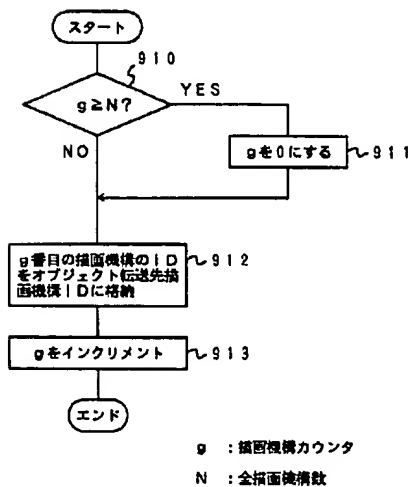 スタート
910
g≧N?
YES
NO
gを0にする
911
g番目の描画機構のID
をオブジェクト転送先描
画機構IDに格納
912
gをインクリメント
913
エンド
g :描画機構カウンタ
N :全描画機構数